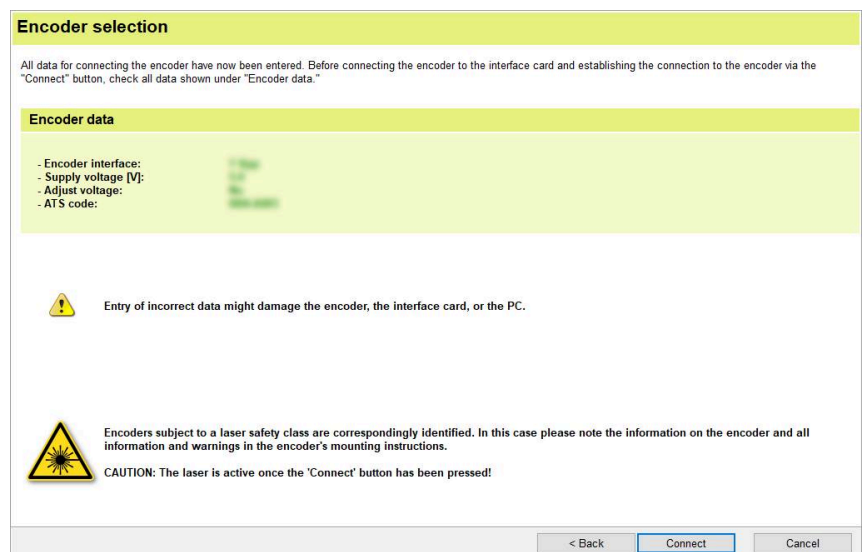 Encoder selection
All data for connecting the encoder have now been entered. Before connecting the encoder to the interface card and establishing the connection to the encoder via the
"Connect" button, check all data shown under "Encoder data."
Encoder data
- Encoder interface:
- Supply voltage [V]:
- Adjust voltage:
- ATS code:
Entry of incorrect data might damage the encoder, the interface card, or the PC.
Encoders subject to a laser safety class are correspondingly identified. In this case please note the information on the encoder and all
information and warnings in the encoder's mounting instructions.
CAUTION: The laser is active once the 'Connect' button has been pressed!
< Back Connect Cancel